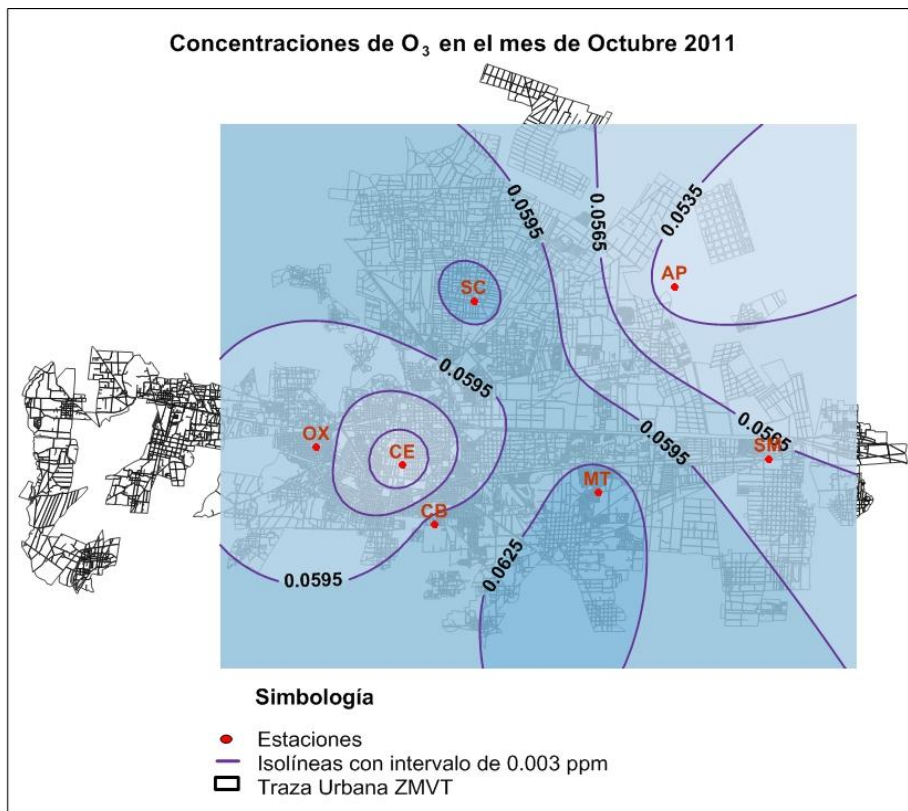 Concentraciones de O₃ en el mes de Octubre 2011
0.0595
0.0565
0.0535
AP
SC
0.0595
0.0595
0.0565
OX
CE
SM
MT
CB
0.0625
0.0595
Simbología
Estaciones
Isolíneas con intervalo de 0.003 ppm
Traza Urbana ZMVT